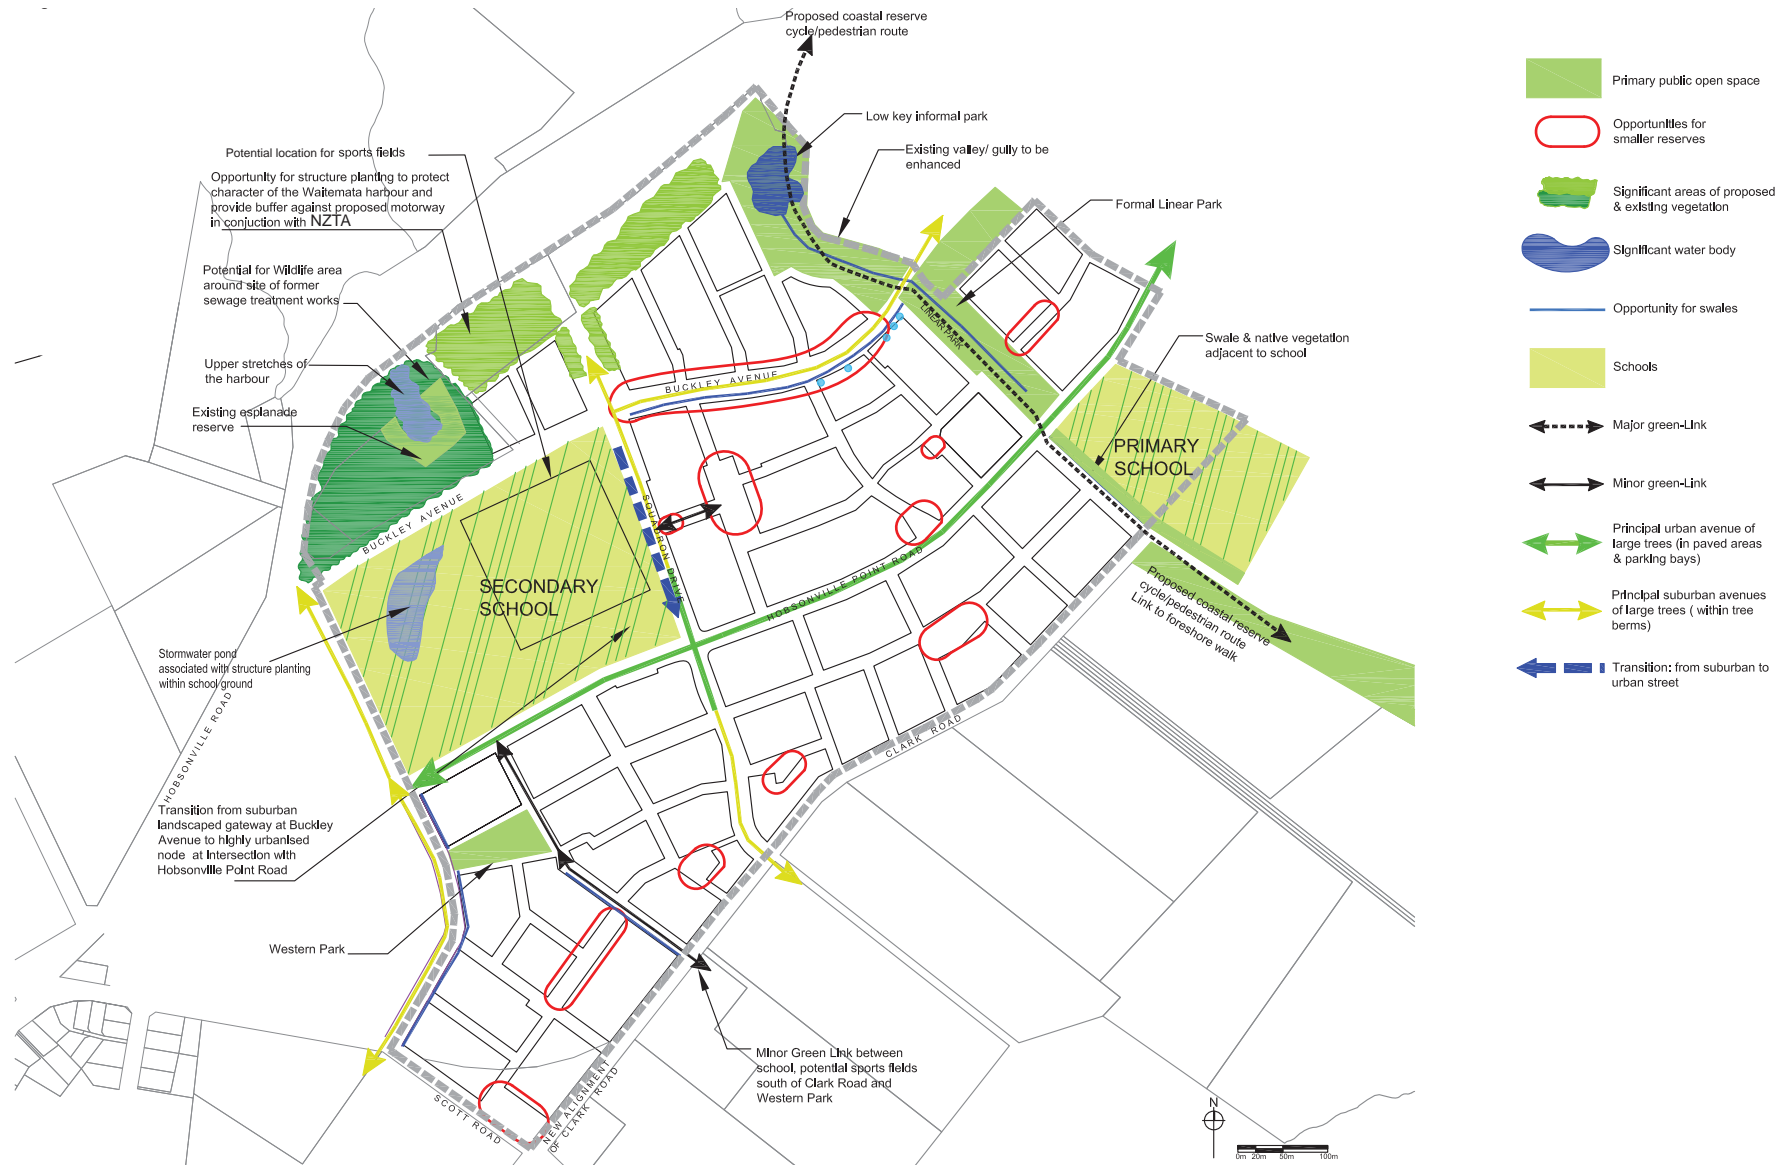 Proposed coastal reserve
cycle/pedestrian route
Low key informal park
Existing valley/ gully to be
enhanced
Formal Linear Park
Potential location for sports fields
Opportunity for structure planting to protect
character of the Waitemata harbour and
provide buffer against proposed motorway
in conjuction with NZTA
Potential for Wildlife area
around site of former
sewage treatment works
Upper stretches of
the harbour
Existing esplanade
reserve
Swale & native vegetation
adjacent to school
LINEAR PARK
BUCKLEY AVENUE
BUCKLEY AVENUE
SQUADRON DRIVE
HOBSONVILLE POINT ROAD
PRIMARY
SCHOOL
SECONDARY
SCHOOL
Proposed coastal reserve
cycle/pedestrian route
Link to foreshore walk
Stormwater pond
associated with structure planting
within school ground
HOBSONVILLE ROAD
CLARK ROAD
Transition from suburban
landscaped gateway at Buckley
Avenue to highly urbanised
node at intersection with
Hobsonville Point Road
Western Park
Minor Green Link between
school, potential sports fields
south of Clark Road and
Western Park
SCOTT ROAD
NEW ALIGNMENT
OF CLARK ROAD
N
0m 20m 50m 100m
Primary public open space
Opportunities for
smaller reserves
Significant areas of proposed
& existing vegetation
Significant water body
Opportunity for swales
Schools
Major green-Link
Minor green-Link
Principal urban avenue of
large trees (in paved areas
& parking bays)
Principal suburban avenues
of large trees ( within tree
berms)
Transition: from suburban to
urban street